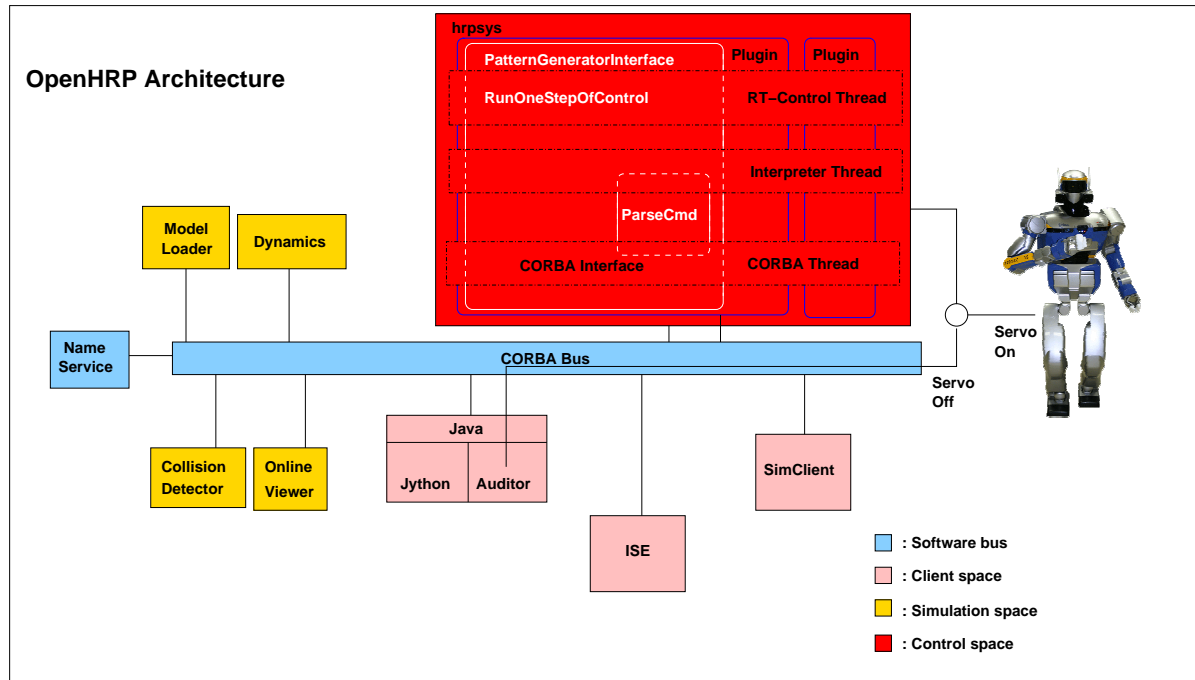 OpenHRP Architecture
hrpsys
PatternGeneratorInterface
Plugin
Plugin
RunOneStepOfControl
RT−Control Thread
Interpreter Thread
ParseCmd
CORBA Interface
CORBA Thread
Model
Loader
Dynamics
Name
Service
CORBA Bus
Servo
On
Servo
Off
Collision
Detector
Online
Viewer
Java
Jython
Auditor
SimClient
ISE
: Software bus
: Client space
: Simulation space
: Control space